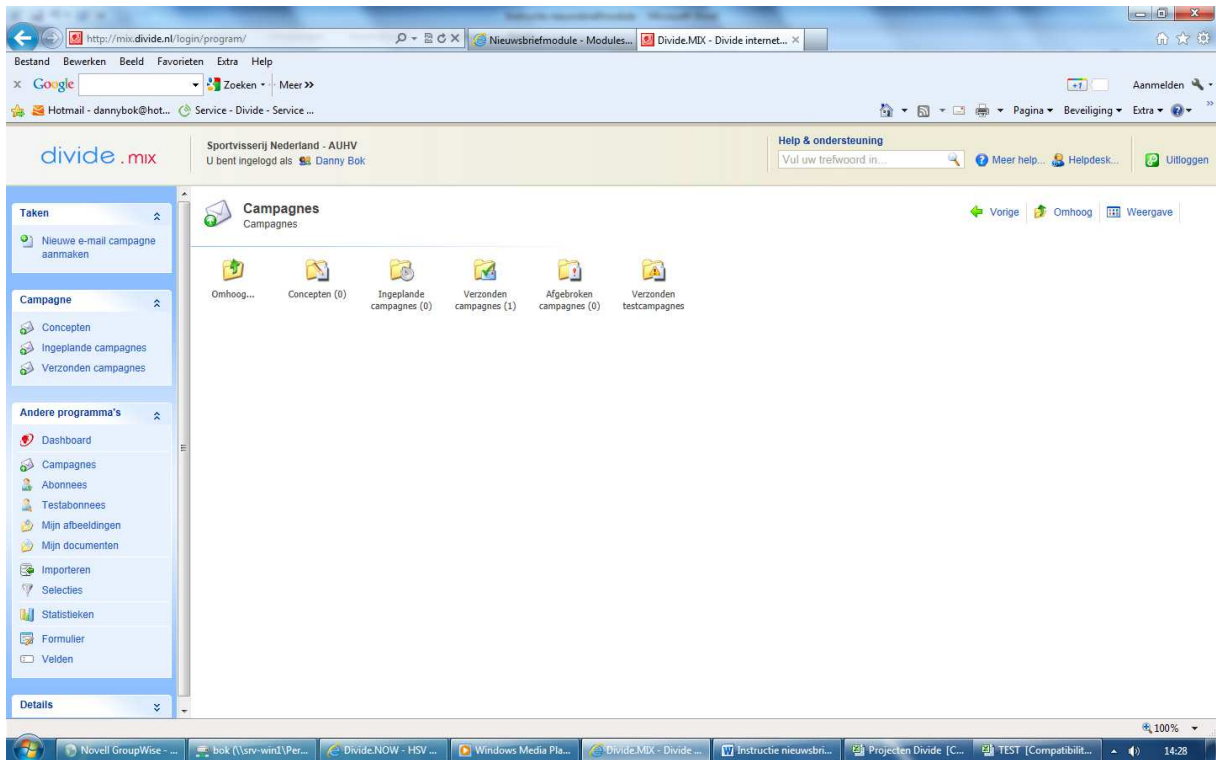 http://mix.divide.nl/login/program/
Nieuwsbriefmodule - Modules...
Divide.MIX - Divide internet...
Bestand Bewerken Beeld Favorieten Extra Help
x Google Zoeken Meer >> +1 Aanmelden
Hotmail - dannybok@hot... Service - Divide - Service ... Pagina Beveiliging Extra
divide.mix
Sportvisserij Nederland - AUHV
U bent ingelogd als Danny Bok
Help & ondersteuning
Vul uw trefwoord in...
Meer help... Helpdesk... Uitloggen
Taken
Nieuwe e-mail campagne
aanmaken
Campagne
Concepten
Ingeplande campagnes
Verzonden campagnes
Andere programma's
Dashboard
Campagnes
Abonnees
Testabonnees
Mijn afbeeldingen
Mijn documenten
Importeren
Selecties
Statistieken
Formulier
Velden
Details
Campagnes
Campagnes
Vorige Omhoog Weergave
Omhoog...
Concepten (0)
Ingeplande
campagnes (0)
Verzonden
campagnes (1)
Afgebroken
campagnes (0)
Verzonden
testcampagnes
100%
Novell GroupWise - ... bok (\\srv-win1\Per... Divide.NOW - HSV ... Windows Media Pla... Divide.MIX - Divide ... Instructie nieuwsbri... Projecten Divide [C... TEST [Compatibilit... 14:28